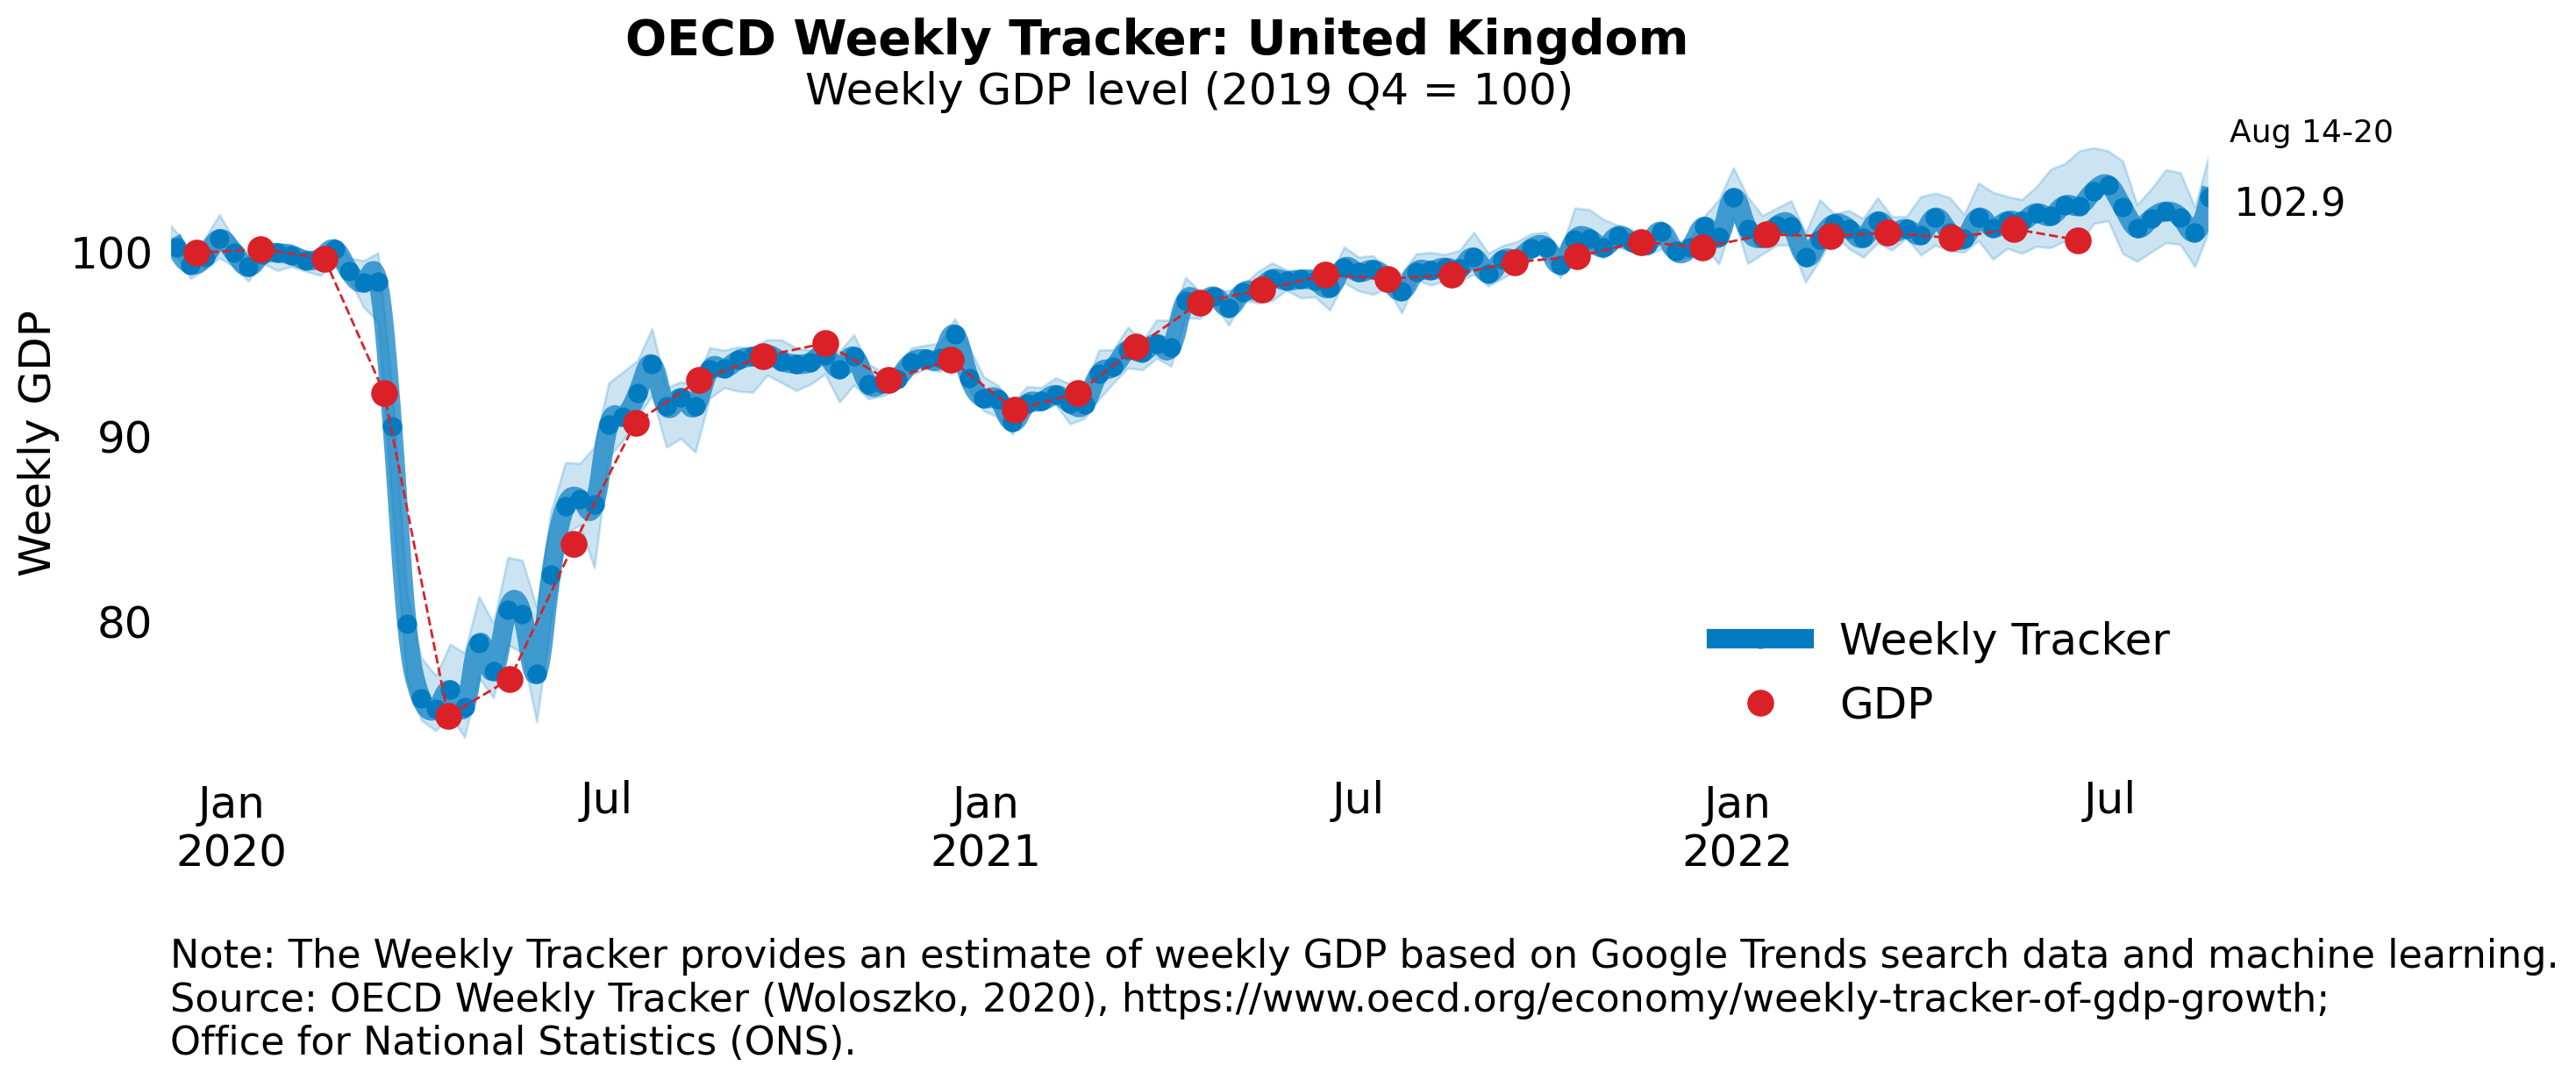 OECD Weekly Tracker: United Kingdom
Weekly GDP level (2019 Q4 = 100)
Aug 14-20
102.9
100
90
80
Weekly GDP
Weekly Tracker
GDP
Jan
2020
Jul
Jan
2021
Jul
Jan
2022
Jul
Note: The Weekly Tracker provides an estimate of weekly GDP based on Google Trends search data and machine learning.
Source: OECD Weekly Tracker (Woloszko, 2020), https://www.oecd.org/economy/weekly-tracker-of-gdp-growth;
Office for National Statistics (ONS).